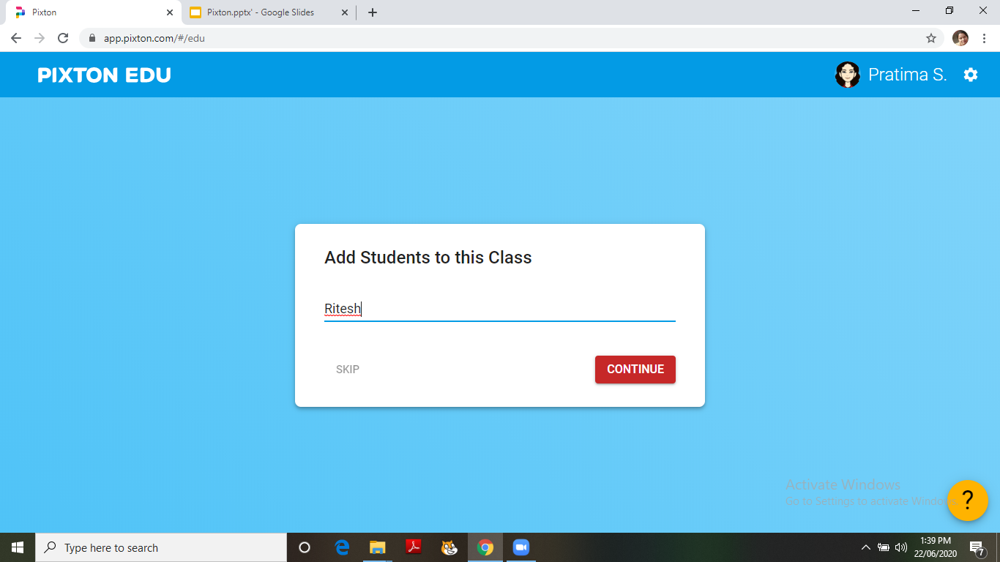 Pixton
Pixton.pptx' - Google Slides
app.pixton.com/#/edu
PIXTON EDU
Pratima S.
Add Students to this Class
Ritesh
SKIP
CONTINUE
Activate Windows
Go to Settings to activate Windows.
?
Type here to search
1:39 PM
22/06/2020
7